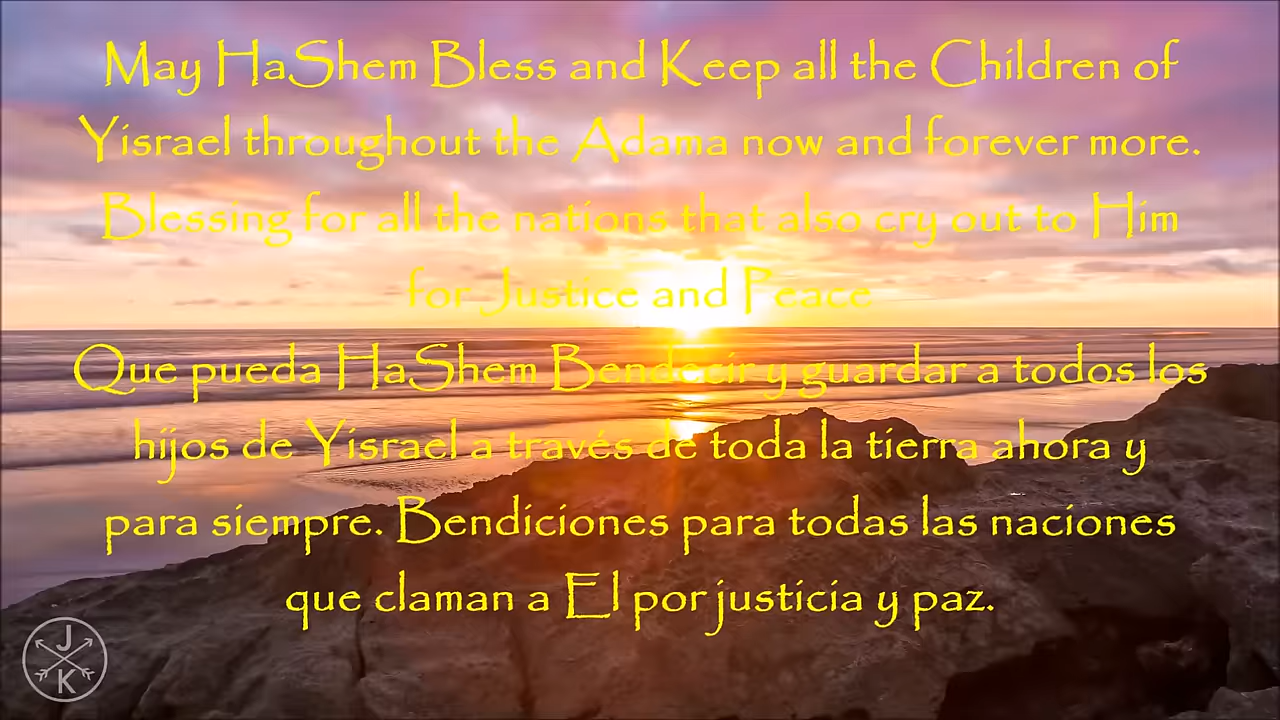 May HaShem Bless and Keep all the Children of
Yisrael throughout the Adama now and forever more.
Blessing for all the nations that also cry out to Him
for Justice and Peace
Que pueda HaShem Bendecir y guardar a todos los
hijos de Yisrael a través de toda la tierra ahora y
para siempre. Bendiciones para todas las naciones
que claman a El por justicia y paz.
J
K